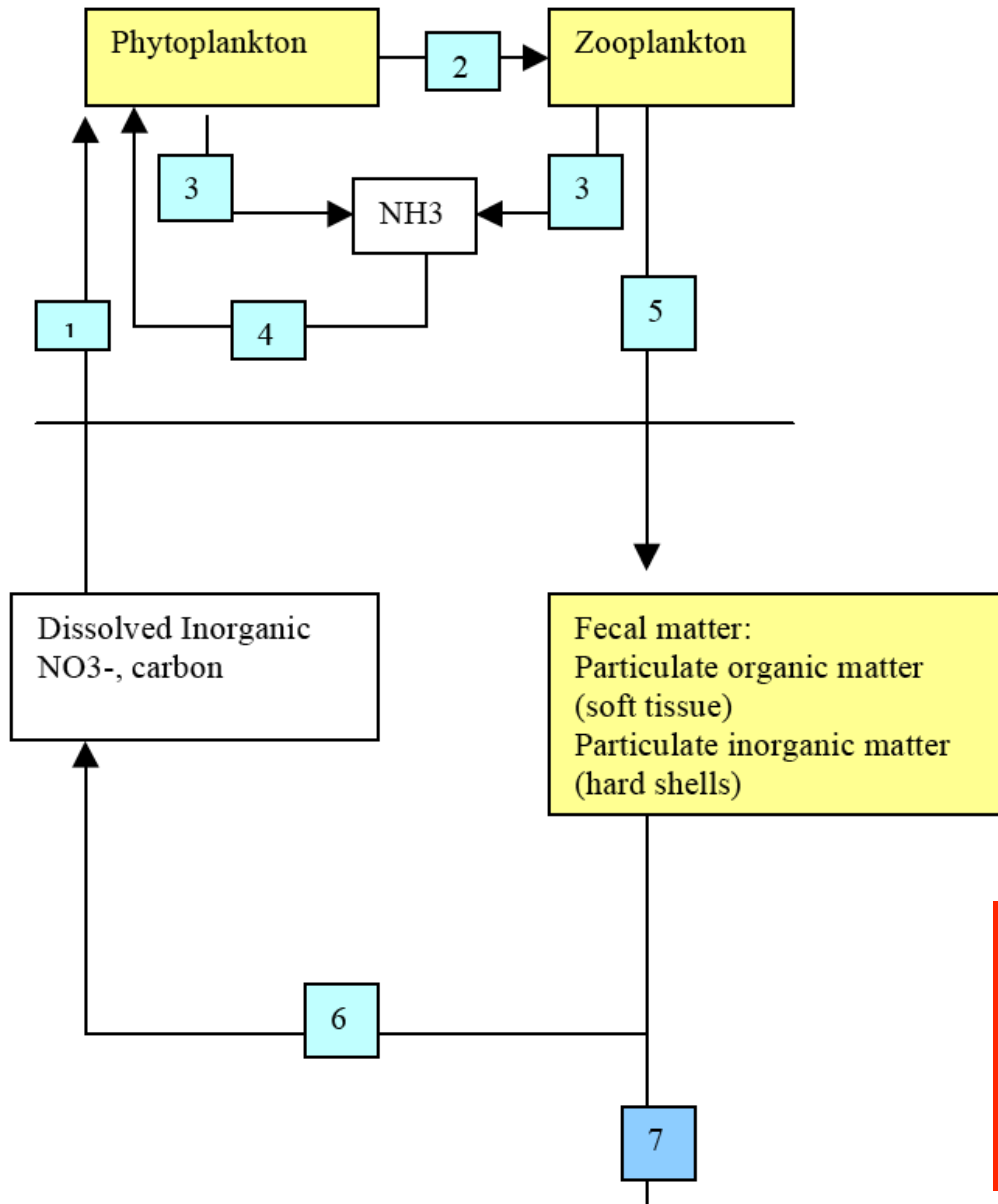 Phytoplankton
2
Zooplankton
3
NH3
3
1
4
5
Dissolved Inorganic
NO3-, carbon
Fecal matter:
Particulate organic matter
(soft tissue)
Particulate inorganic matter
(hard shells)
6
7